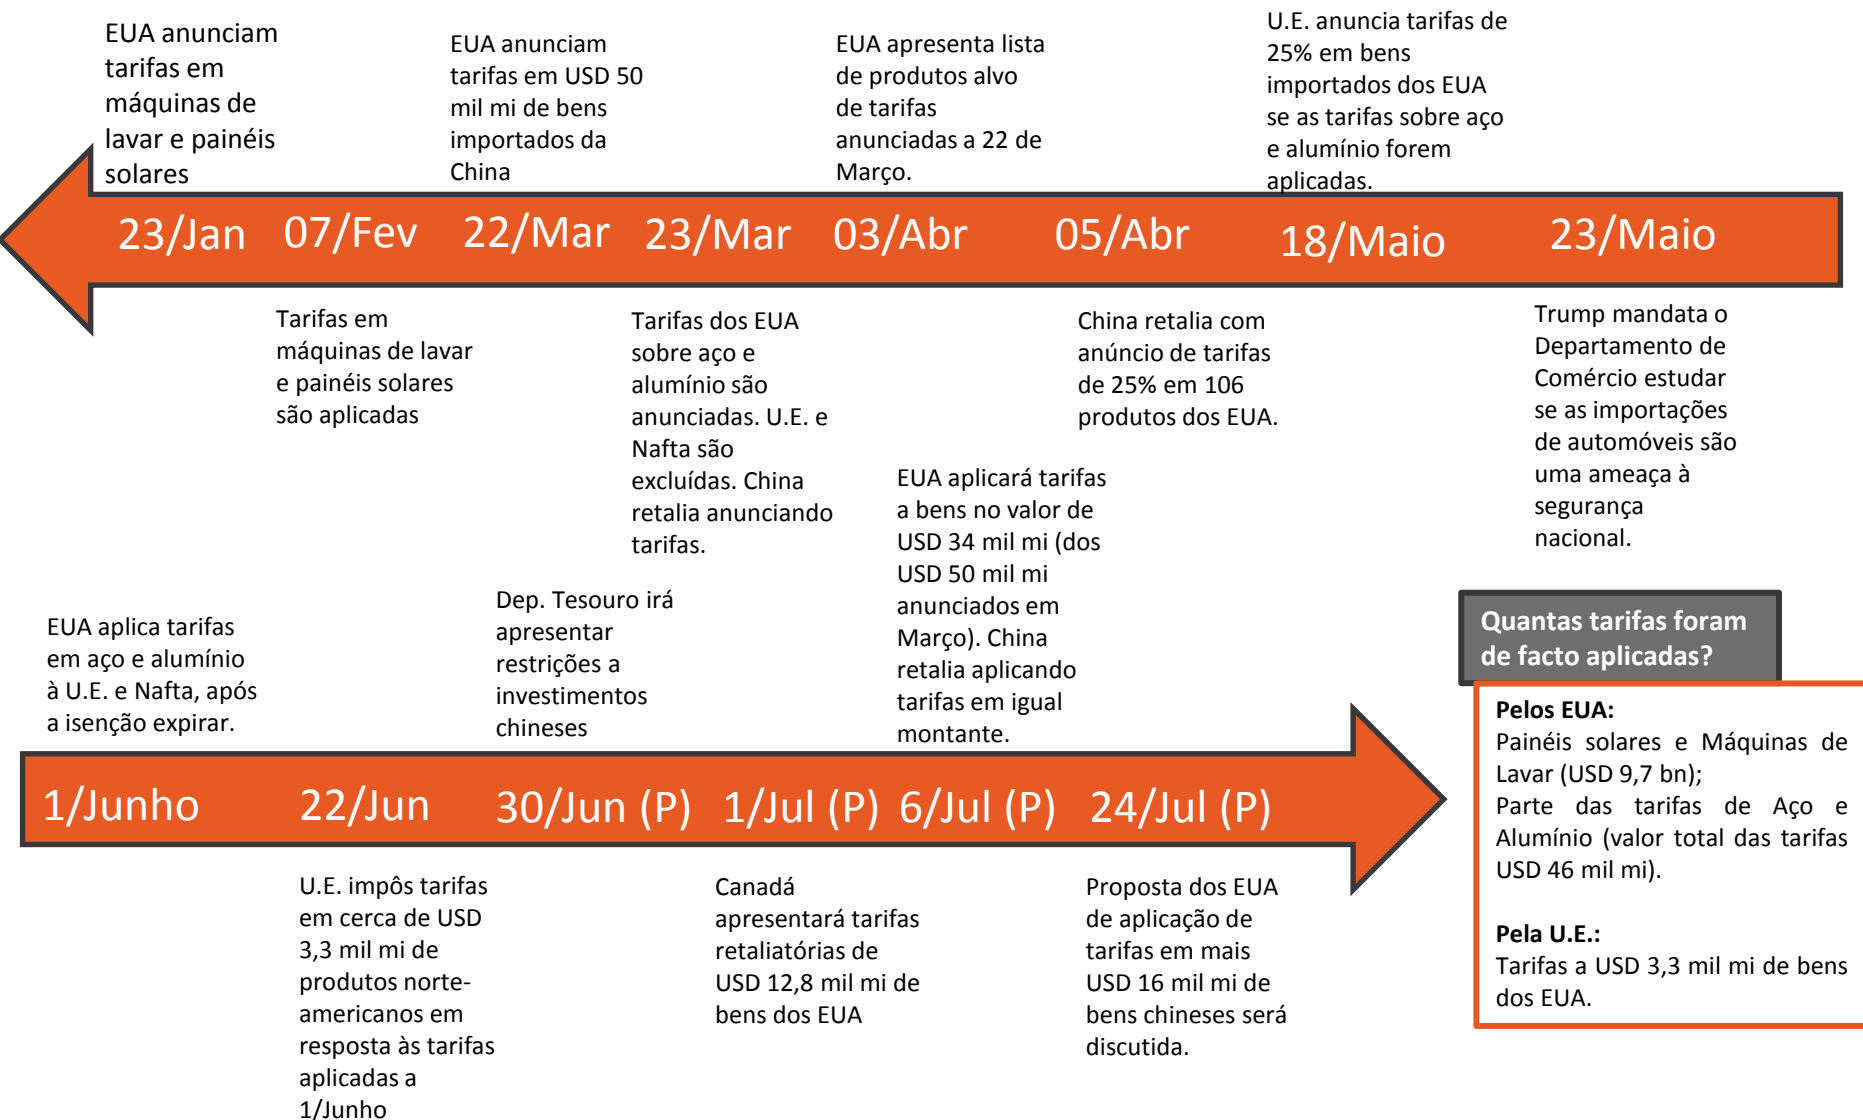 EUA anunciam
tarifas em
máquinas de
lavar e painéis
solares
EUA anunciam
tarifas em USD 50
mil mi de bens
importados da
China
EUA apresenta lista
de produtos alvo
de tarifas
anunciadas a 22 de
Março.
U.E. anuncia tarifas de
25% em bens
importados dos EUA
se as tarifas sobre aço
e alumínio forem
aplicadas.
23/Jan 07/Fev 22/Mar 23/Mar 03/Abr 05/Abr 18/Maio 23/Maio
Tarifas em
máquinas de lavar
e painéis solares
são aplicadas
Tarifas dos EUA
sobre aço e
alumínio são
anunciadas. U.E. e
Nafta são
excluídas. China
retalia anunciando
tarifas.
China retalia com
anúncio de tarifas
de 25% em 106
produtos dos EUA.
Trump mandata o
Departamento de
Comércio estudar
se as importações
de automóveis são
uma ameaça à
segurança
nacional.
EUA aplica tarifas
em aço e alumínio
à U.E. e Nafta, após
a isenção expirar.
Dep. Tesouro irá
apresentar
restrições a
investimentos
chineses
EUA aplicará tarifas
a bens no valor de
USD 34 mil mi (dos
USD 50 mil mi
anunciados em
Março). China
retalia aplicando
tarifas em igual
montante.
1/Junho 22/Jun 30/Jun (P) 1/Jul (P) 6/Jul (P) 24/Jul (P)
U.E. impôs tarifas
em cerca de USD
3,3 mil mi de
produtos norte-
americanos em
resposta às tarifas
aplicadas a
1/Junho
Canadá
apresentará tarifas
retaliatórias de
USD 12,8 mil mi de
bens dos EUA
Proposta dos EUA
de aplicação de
tarifas em mais
USD 16 mil mi de
bens chineses será
discutida.
Quantas tarifas foram
de facto aplicadas?
Pelos EUA:
Painéis solares e Máquinas de
Lavar (USD 9,7 bn);
Parte das tarifas de Aço e
Alumínio (valor total das tarifas
USD 46 mil mi).
Pela U.E.:
Tarifas a USD 3,3 mil mi de bens
dos EUA.